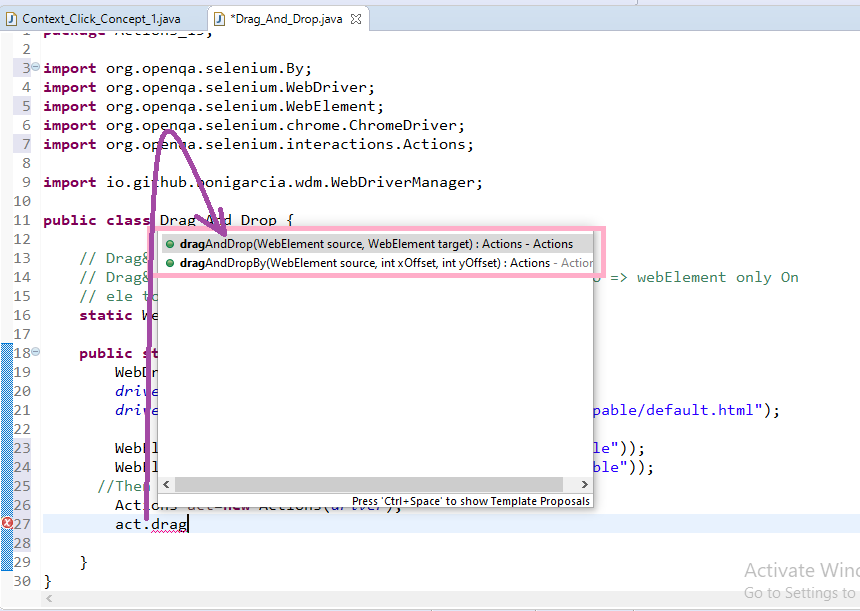 Context_Click_Concept_1.java
*Drag_And_Drop.java
1 package Actions_15;
2
3 import org.openqa.selenium.By;
4 import org.openqa.selenium.WebDriver;
5 import org.openqa.selenium.WebElement;
6 import org.openqa.selenium.chrome.ChromeDriver;
7 import org.openqa.selenium.interactions.Actions;
8
9 import io.github.bonigarcia.wdm.WebDriverManager;
10
11 public class Drag_And_Drop {
12
dragAndDrop(WebElement source, WebElement target) : Actions - Actions
dragAndDropBy(WebElement source, int xOffset, int yOffset) : Actions - Action
13 // Drag&
14 // Drag& => webElement only On
15 // ele to
16 static We
17
18 public st
19 WebDr
20 drive
21 drive pable/default.html");
22
23 WebEl le"));
24 WebEl ble"));
25 //The
Press 'Ctrl+Space' to show Template Proposals
26 Actions act=new Actions(driver);
27 act.drag
28
29 }
30 }
Activate Wind
Go to Settings to